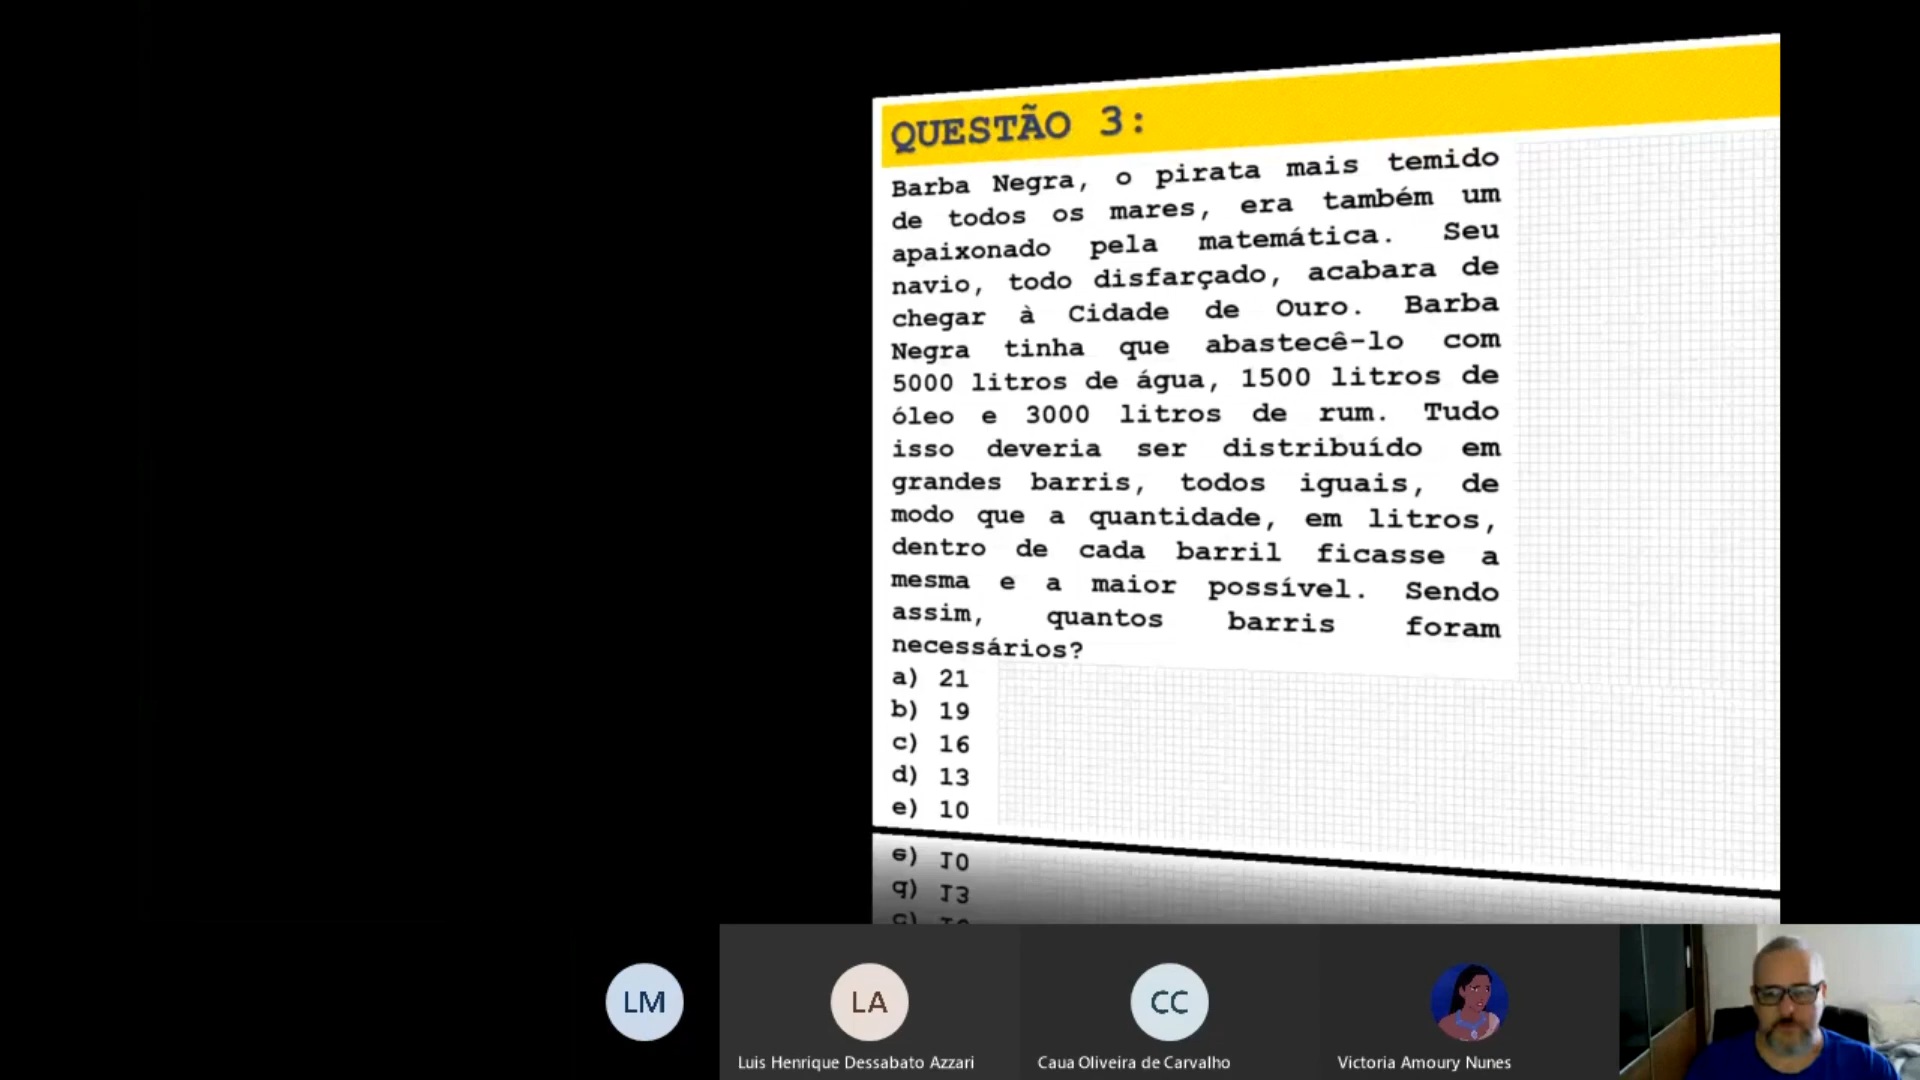 QUESTÃO 3:
Barba Negra, o pirata mais temido
de todos os mares, era também um
apaixonado pela matemática. Seu
navio, todo disfarçado, acabara de
chegar à Cidade de Ouro. Barba
Negra tinha que abastecê-lo com
5000 litros de água, 1500 litros de
óleo e 3000 litros de rum. Tudo
isso deveria ser distribuído em
grandes barris, todos iguais, de
modo que a quantidade, em litros,
dentro de cada barril ficasse a
mesma e a maior possível. Sendo
assim, quantos barris foram
necessários?
a) 21
b) 19
c) 16
d) 13
e) 10
LM
LA
CC
Luis Henrique Dessabato Azzari
Caua Oliveira de Carvalho
Victoria Amoury Nunes